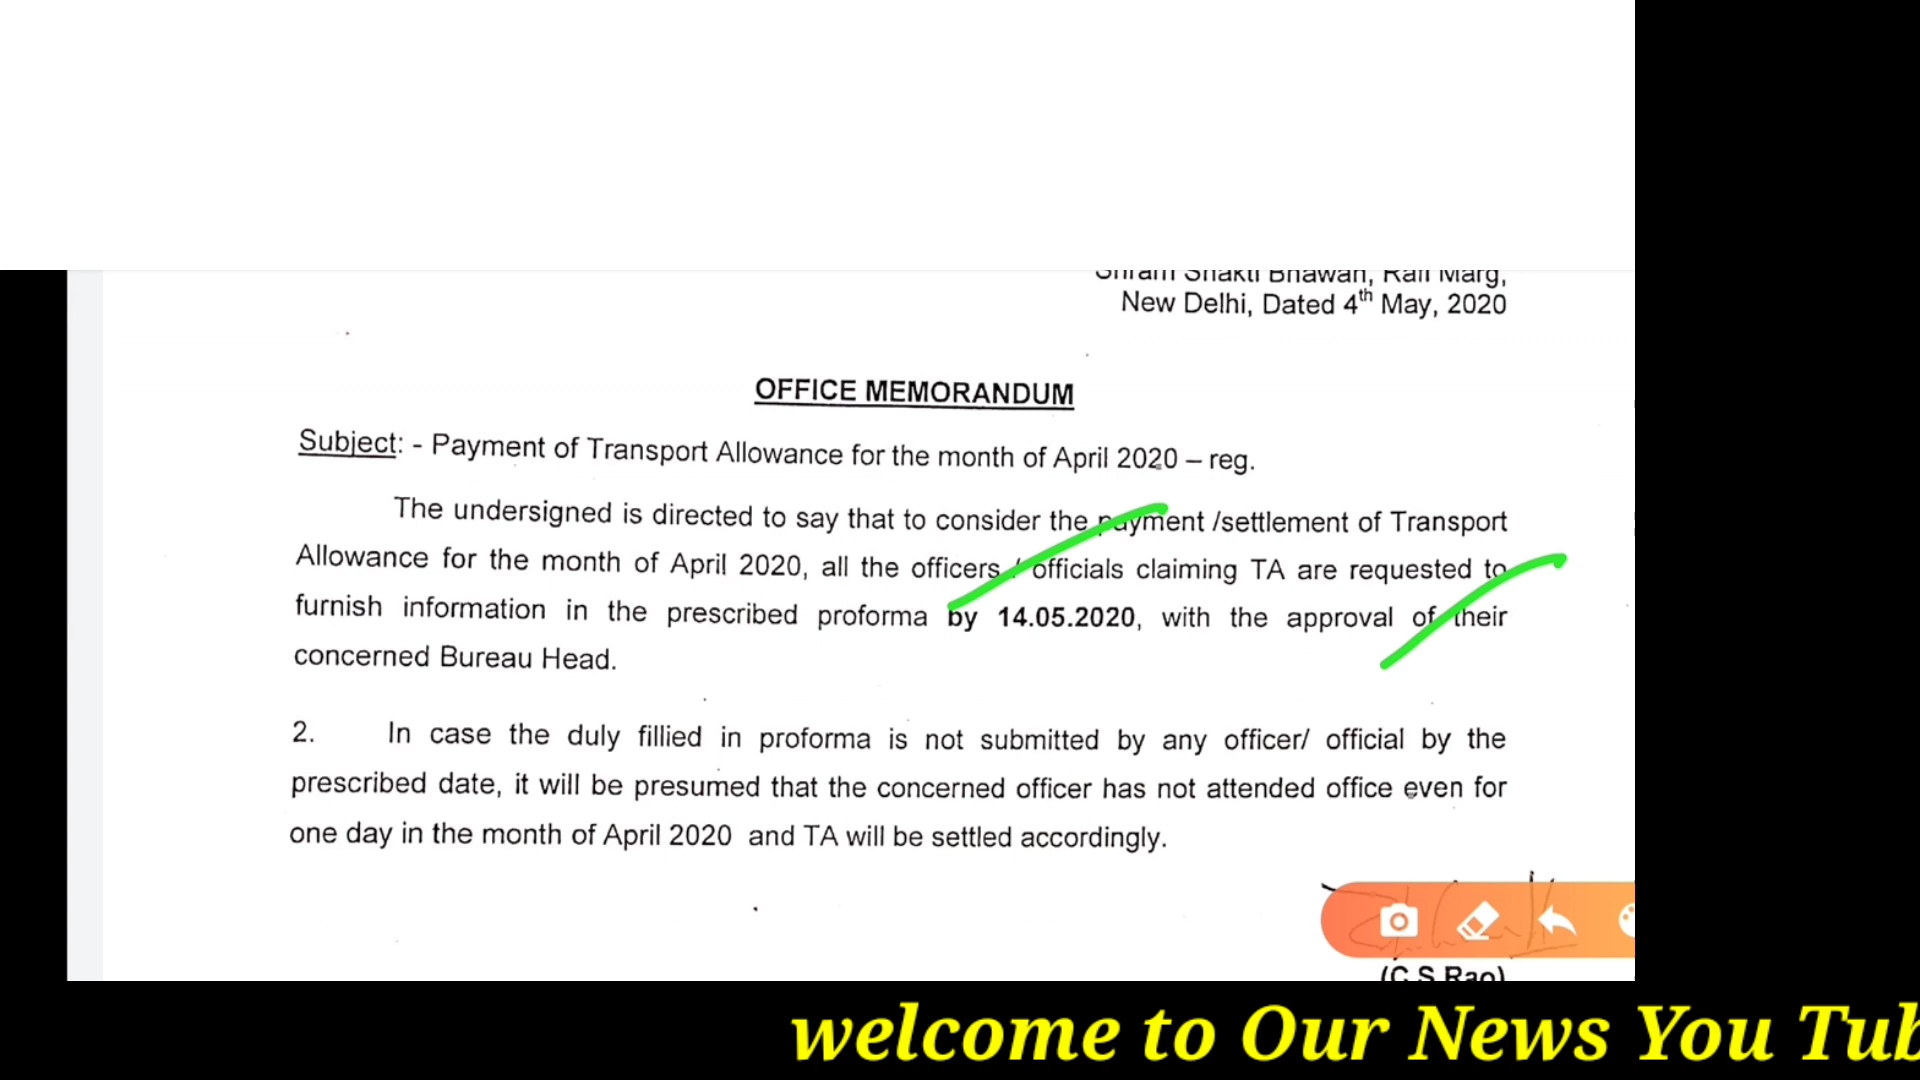 Shram Shakti Bhawan, Rafi Marg,
New Delhi, Dated 4th May, 2020
OFFICE MEMORANDUM
Subject: - Payment of Transport Allowance for the month of April 2020 – reg.
The undersigned is directed to say that to consider the payment /settlement of Transport
Allowance for the month of April 2020, all the officers / officials claiming TA are requested to
furnish information in the prescribed proforma by 14.05.2020, with the approval of their
concerned Bureau Head.
2. In case the duly fillied in proforma is not submitted by any officer/ official by the
prescribed date, it will be presumed that the concerned officer has not attended office even for
one day in the month of April 2020 and TA will be settled accordingly.
(C.S.Rao)
welcome to Our News You Tub